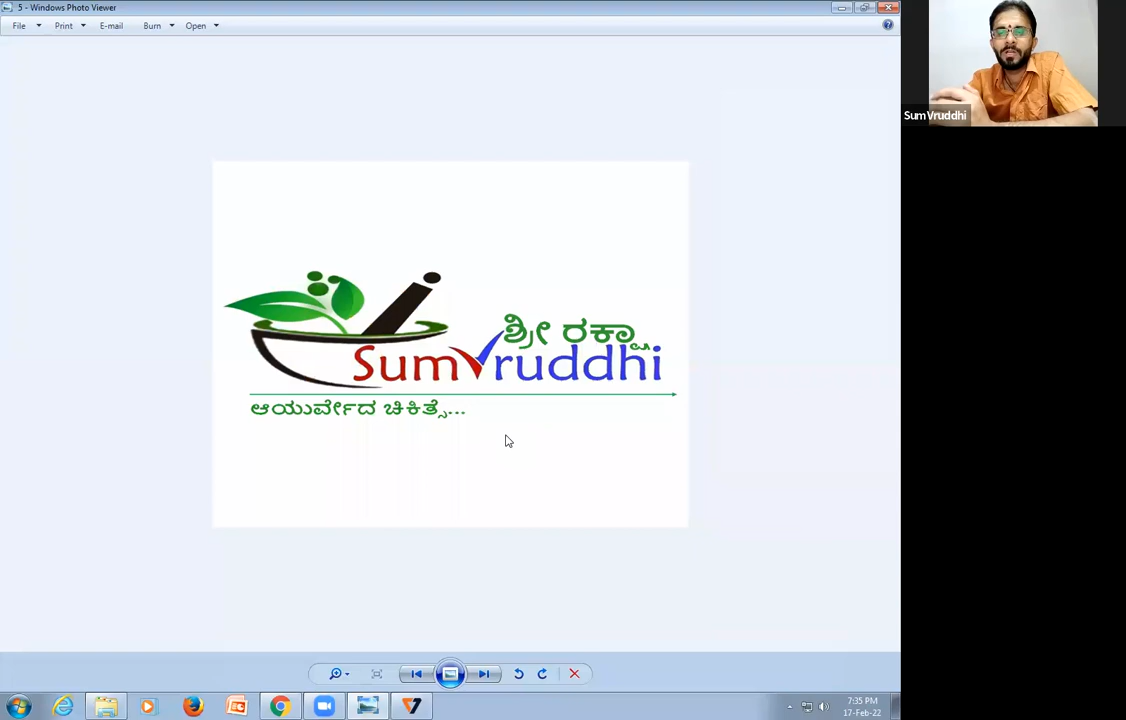 5 - Windows Photo Viewer
File Print E-mail Burn Open
SumVruddhi
ಶ್ರೀ ರಕ್ಷಾ
SumVruddhi
ಆಯುರ್ವೇದ ಚಿಕಿತ್ಸೆ...
7:35 PM
17-Feb-22